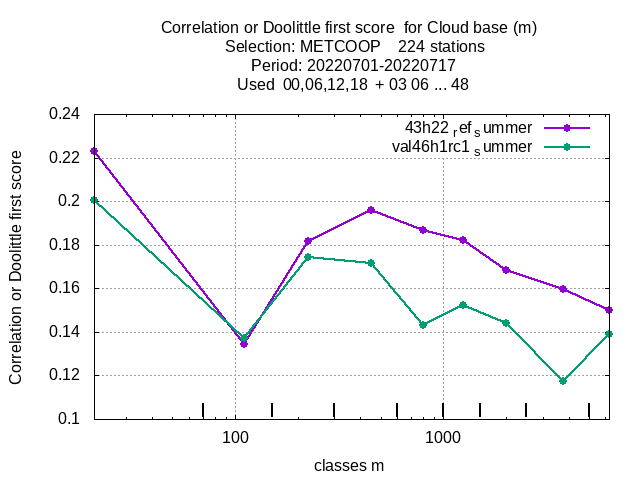 Correlation or Doolittle first score  for Cloud base (m)
Selection: METCOOP    224 stations
Period: 20220701-20220717
Used  00,06,12,18  + 03 06 ... 48
Correlation or Doolittle first score
0.24
0.22
0.2
0.18
0.16
0.14
0.12
0.1
43h22 ref summer
val46h1rc1 summer
100
1000
classes m